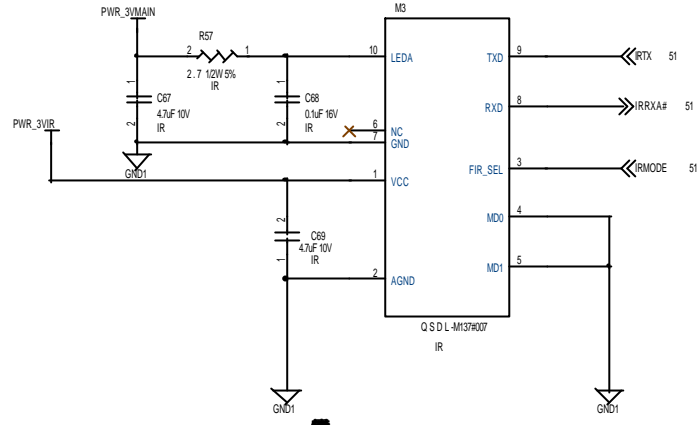 M3
PWR_3VMAIN
R57
2 1 10 LEDA TXD 9 IRTX 51
2.7 1/2W 5%
IR
1 1
C67 C68
4.7uF 10V 0.1uF 16V
IR IR
2 2
RXD 8 IRRXA# 51
PWR_3VIR
6 NC
7 GND
GND1
FIR_SEL 3 IRMODE 51
1 VCC
MD0 4
2
C69
4.7uF 10V
IR
1
MD1 5
2 AGND
QSDL-M137#007
IR
GND1 GND1